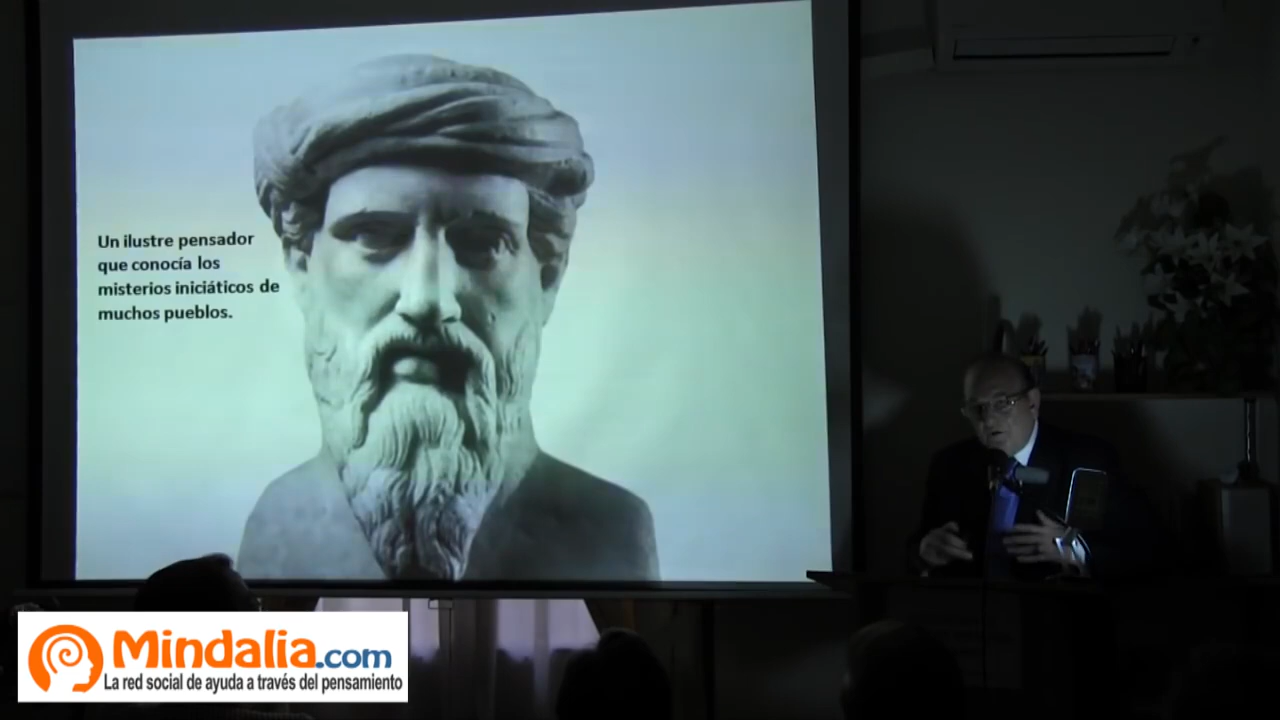 Un ilustre pensador
que conocía los
misterios iniciáticos de
muchos pueblos.
Mindalia.com
La red social de ayuda a través del pensamiento